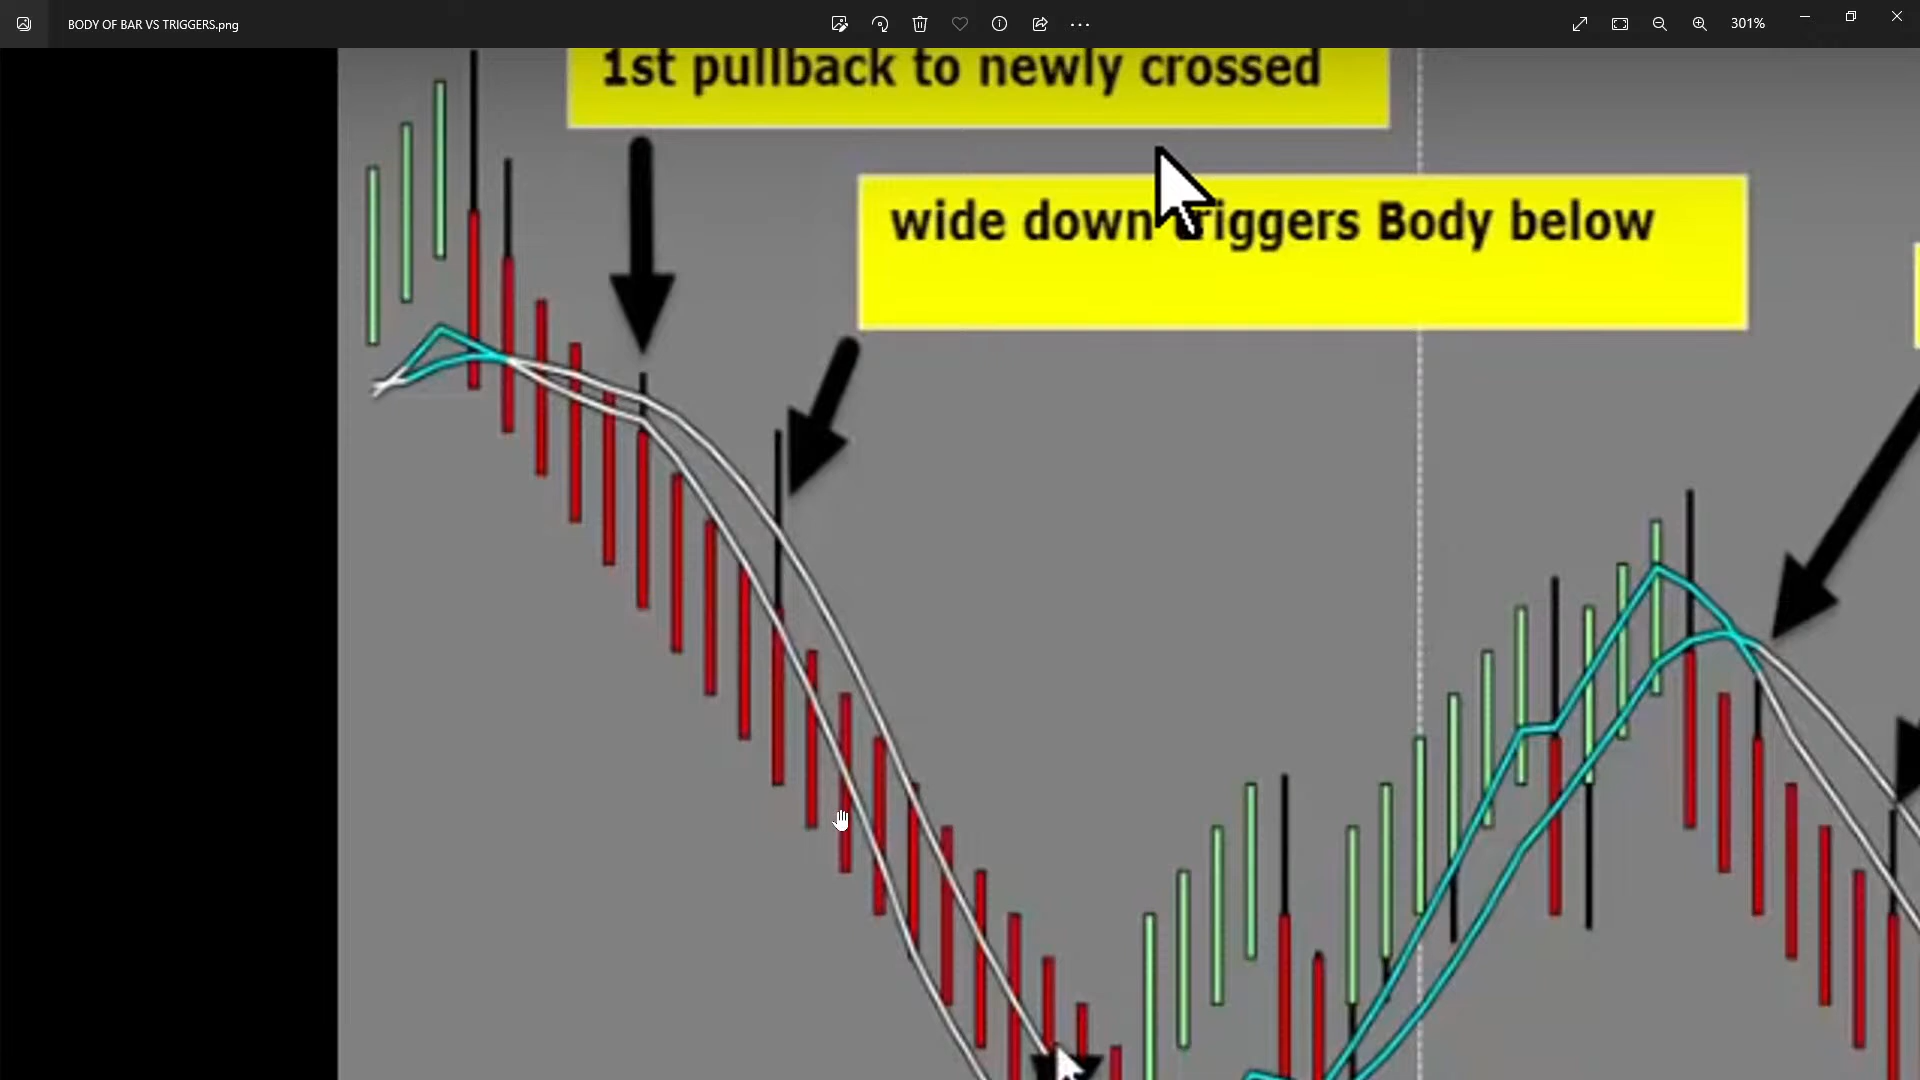 BODY OF BAR VS TRIGGERS.png
301%
1st pullback to newly crossed
wide down triggers Body below